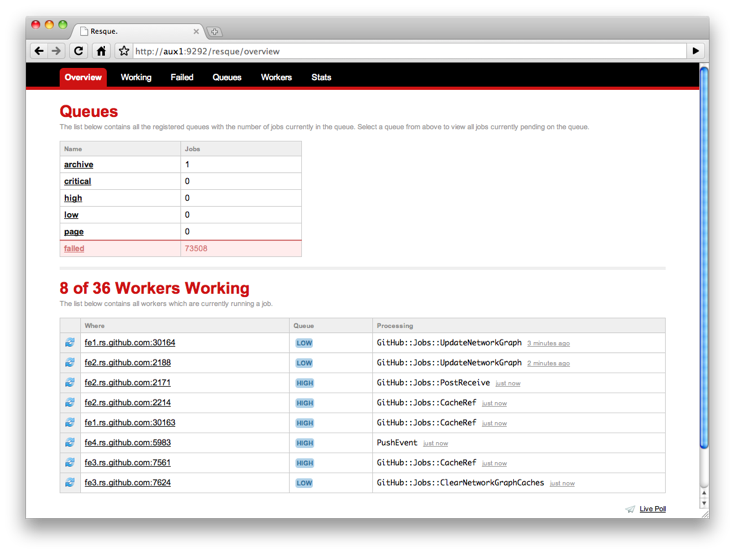 Resque.
http://aux1:9292/resque/overview
Overview Working Failed Queues Workers Stats
Queues
The list below contains all the registered queues with the number of jobs currently in the queue. Select a queue from above to view all jobs currently pending on the queue.
Name Jobs
archive 1
critical 0
high 0
low 0
page 0
failed 73508
8 of 36 Workers Working
The list below contains all workers which are currently running a job.
Where Queue Processing
fe1.rs.github.com:30164 LOW GitHub::Jobs::UpdateNetworkGraph 3 minutes ago
fe2.rs.github.com:2188 LOW GitHub::Jobs::UpdateNetworkGraph 2 minutes ago
fe2.rs.github.com:2171 HIGH GitHub::Jobs::PostReceive just now
fe2.rs.github.com:2214 HIGH GitHub::Jobs::CacheRef just now
fe1.rs.github.com:30163 HIGH GitHub::Jobs::CacheRef just now
fe4.rs.github.com:5983 HIGH PushEvent just now
fe3.rs.github.com:7561 HIGH GitHub::Jobs::CacheRef just now
fe3.rs.github.com:7624 LOW GitHub::Jobs::ClearNetworkGraphCaches just now
Live Poll